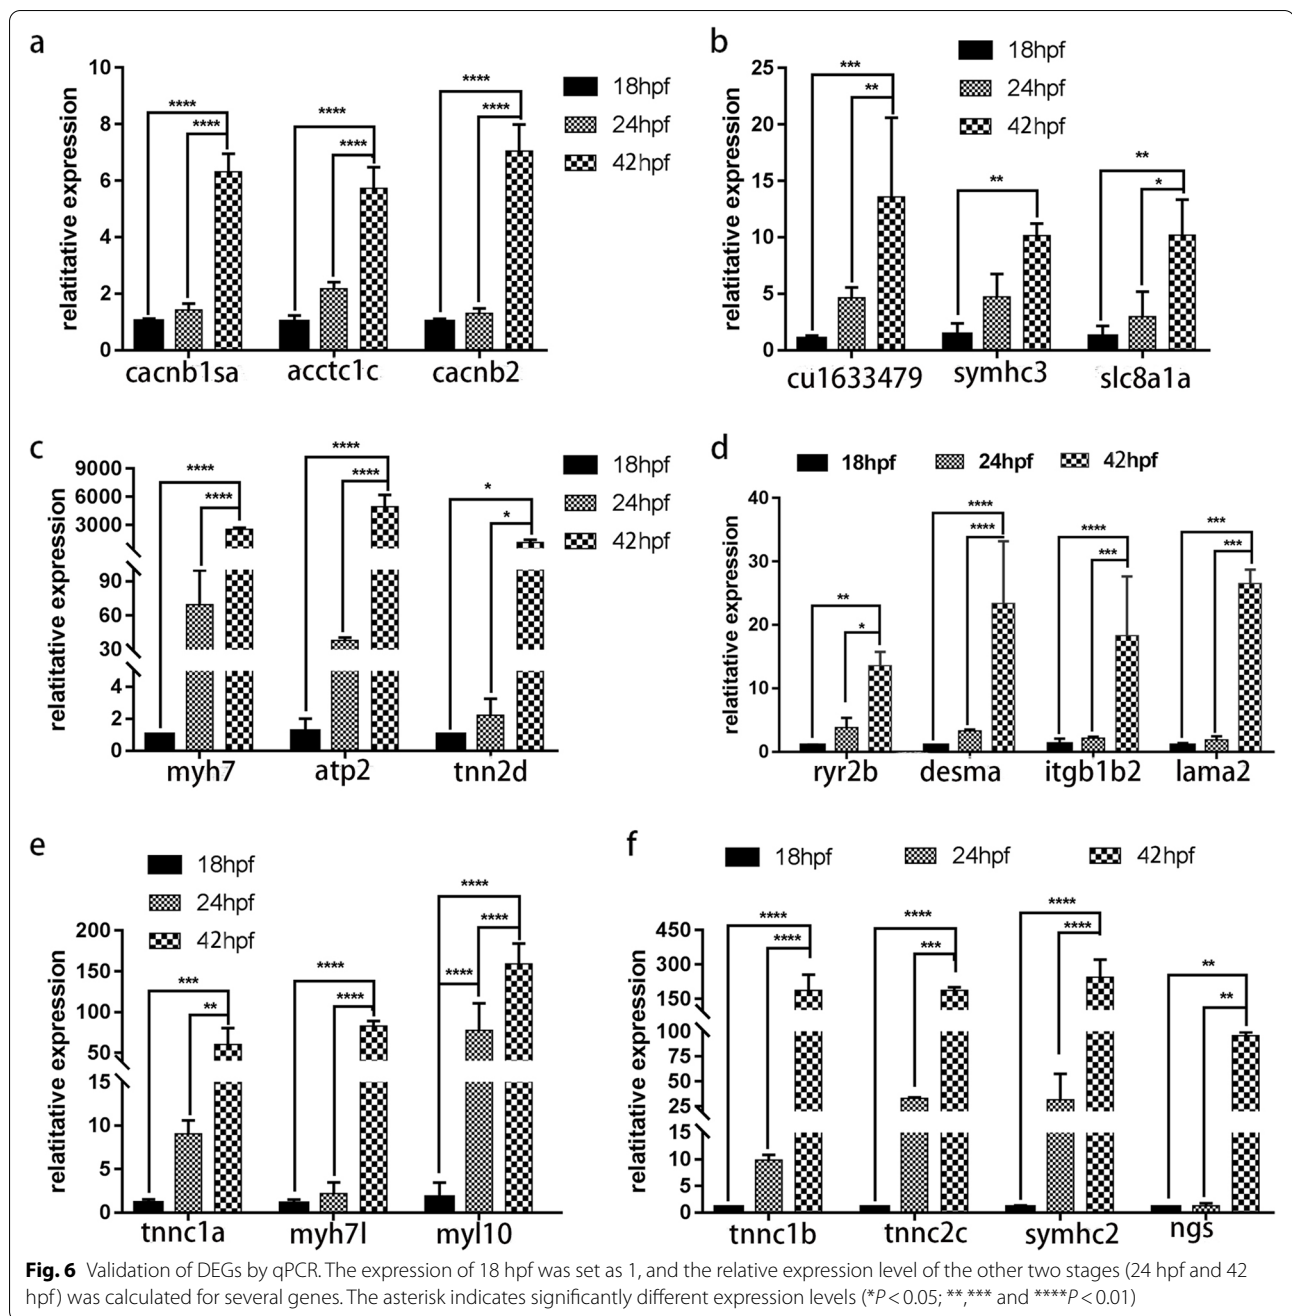 a
10
8
6
4
2
0
relatitative expression
****
****
****
****
****
****
18hpf
24hpf
42hpf
cacnb1sa acctc1c cacnb2
b
25
20
15
10
5
0
relatitative expression
***
**
**
**
*
18hpf
24hpf
42hpf
cu1633479 symhc3 slc8a1a
c
9000
6000
3000
90
60
30
4
2
0
relatitative expression
****
****
****
****
*
*
18hpf
24hpf
42hpf
myh7 atp2 tnn2d
d
18hpf 24hpf 42hpf
40
30
20
10
0
relatitative expression
**
*
****
****
****
***
***
***
ryr2b desma itgb1b2 lama2
e
18hpf
24hpf
42hpf
200
150
100
50
15
10
5
0
relatitative expression
***
**
****
****
****
****
****
tnnc1a myh7l myl10
f
18hpf 24hpf 42hpf
450
300
150
100
75
50
25
15
10
5
0
relatitative expression
****
****
****
***
****
****
**
**
tnnc1b tnnc2c symhc2 ngs
Fig. 6 Validation of DEGs by qPCR. The expression of 18 hpf was set as 1, and the relative expression level of the other two stages (24 hpf and 42
hpf) was calculated for several genes. The asterisk indicates significantly different expression levels (*P < 0.05; **,*** and ****P < 0.01)